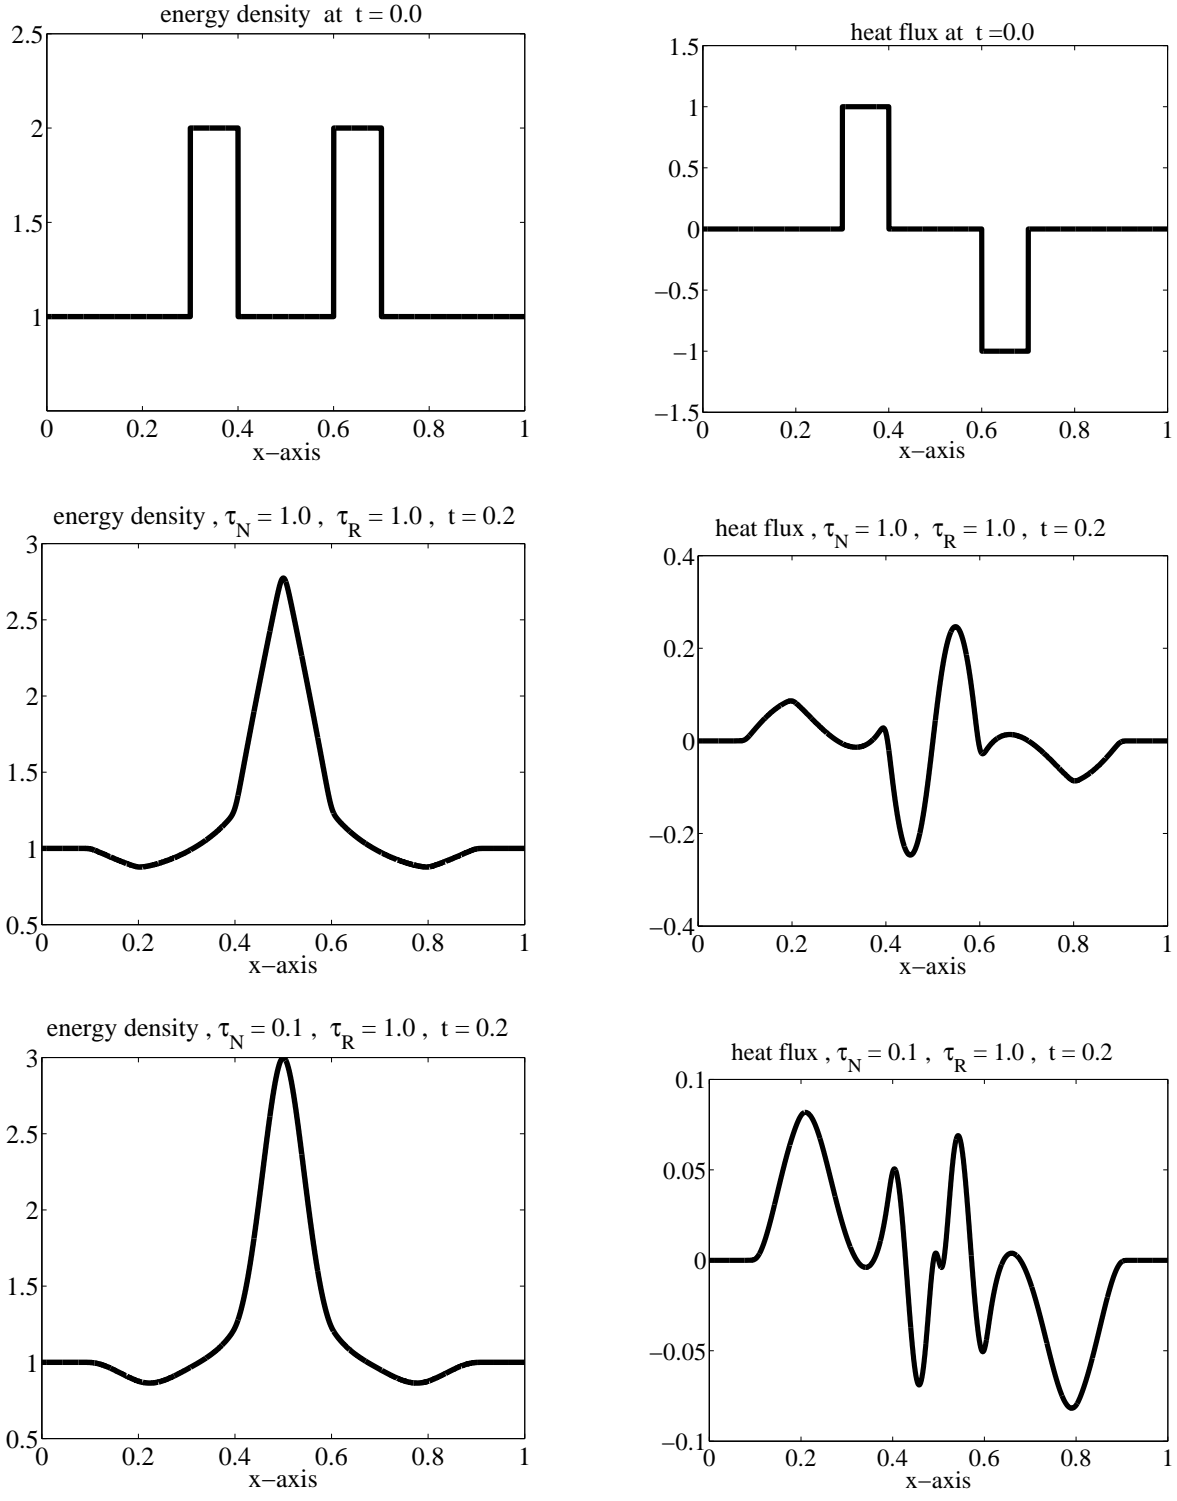 energy density at t = 0.0
2.5
2
1.5
1
0 0.2 0.4 0.6 0.8 1
x−axis
heat flux at t =0.0
1.5
1
0.5
0
−0.5
−1
−1.5
0 0.2 0.4 0.6 0.8 1
x−axis
energy density , τN = 1.0 , τR = 1.0 , t = 0.2
3
2.5
2
1.5
1
0.5
0 0.2 0.4 0.6 0.8 1
x−axis
heat flux , τN = 1.0, τR = 1.0, t = 0.2
0.4
0.2
0
−0.2
−0.4
0 0.2 0.4 0.6 0.8 1
x−axis
energy density , τN = 0.1 , τR = 1.0 , t = 0.2
3
2.5
2
1.5
1
0.5
0 0.2 0.4 0.6 0.8 1
x−axis
heat flux , τN = 0.1 , τR = 1.0 , t = 0.2
0.1
0.05
0
−0.05
−0.1
0 0.2 0.4 0.6 0.8 1
x−axis